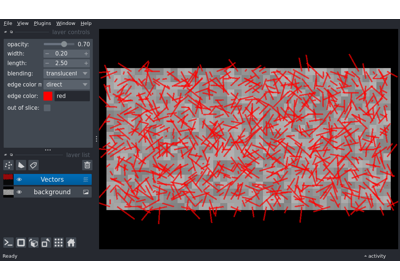 File View Plugins Window Help
layer controls
opacity: 0.70
width: 0.20
length: 2.50
blending: translucent
edge color m direct
edge color: red
out of slice:
layer list
Vectors
background
Ready
activity